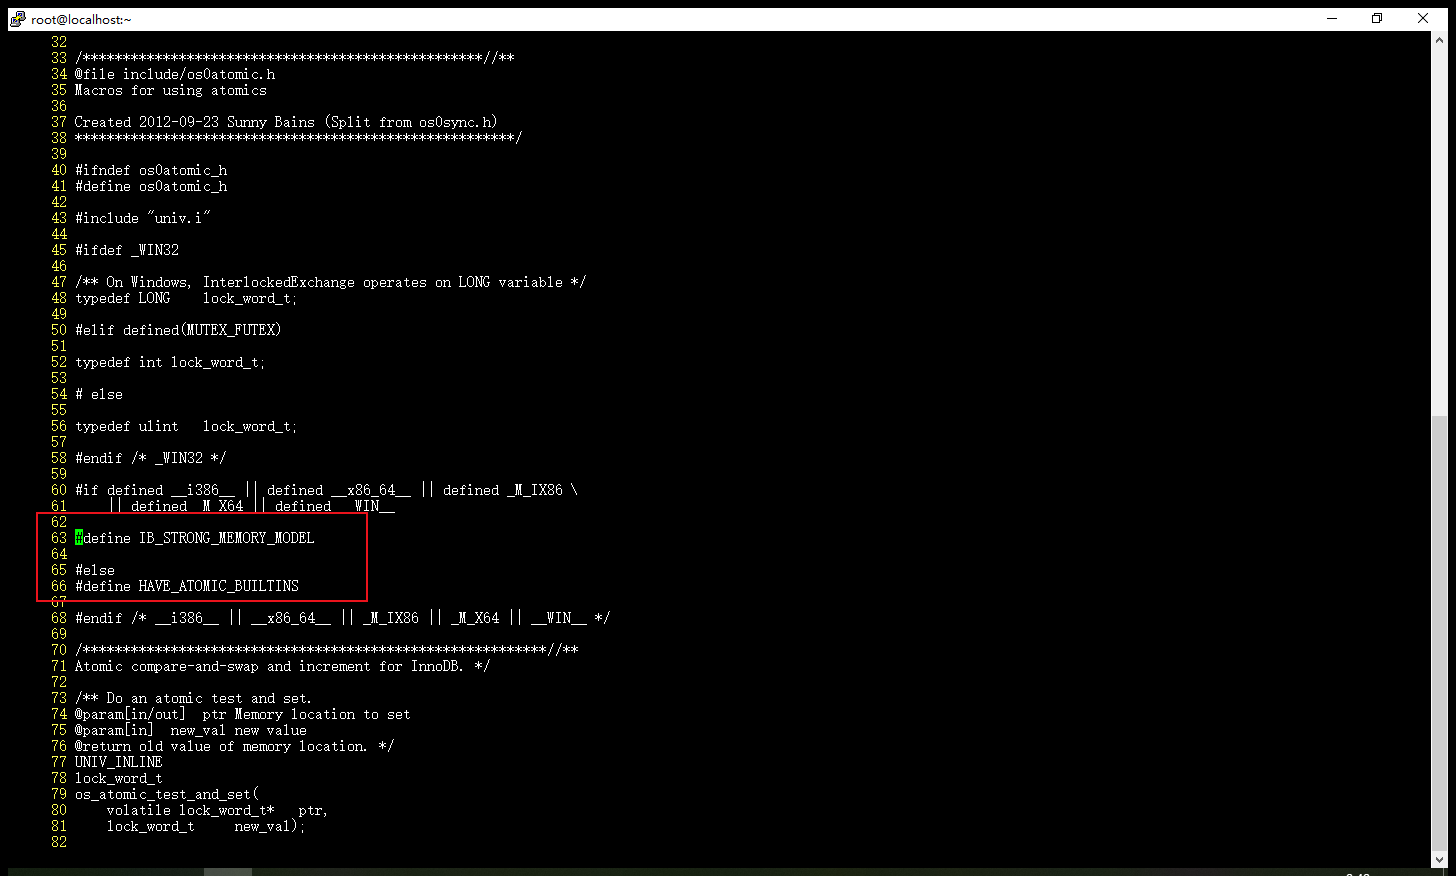 root@localhost:~
32
33 /**************************************************//**
34 @file include/os0atomic.h
35 Macros for using atomics
36
37 Created 2012-09-23 Sunny Bains (Split from os0sync.h)
38 *******************************************************/
39
40 #ifndef os0atomic_h
41 #define os0atomic_h
42
43 #include "univ.i"
44
45 #ifdef _WIN32
46
47 /** On Windows, InterlockedExchange operates on LONG variable */
48 typedef LONG    lock_word_t;
49
50 #elif defined(MUTEX_FUTEX)
51
52 typedef int lock_word_t;
53
54 # else
55
56 typedef ulint   lock_word_t;
57
58 #endif /* _WIN32 */
59
60 #if defined __i386__ || defined __x86_64__ || defined _M_IX86 \
61     || defined _M_X64 || defined __WIN__
62
63 #define IB_STRONG_MEMORY_MODEL
64
65 #else
66 #define HAVE_ATOMIC_BUILTINS
67
68 #endif /* __i386__ || __x86_64__ || _M_IX86 || _M_X64 || __WIN__ */
69
70 /**********************************************************//**
71 Atomic compare-and-swap and increment for InnoDB. */
72
73 /** Do an atomic test and set.
74 @param[in/out]  ptr Memory location to set
75 @param[in]  new_val new value
76 @return old value of memory location. */
77 UNIV_INLINE
78 lock_word_t
79 os_atomic_test_and_set(
80     volatile lock_word_t*   ptr,
81     lock_word_t     new_val);
82